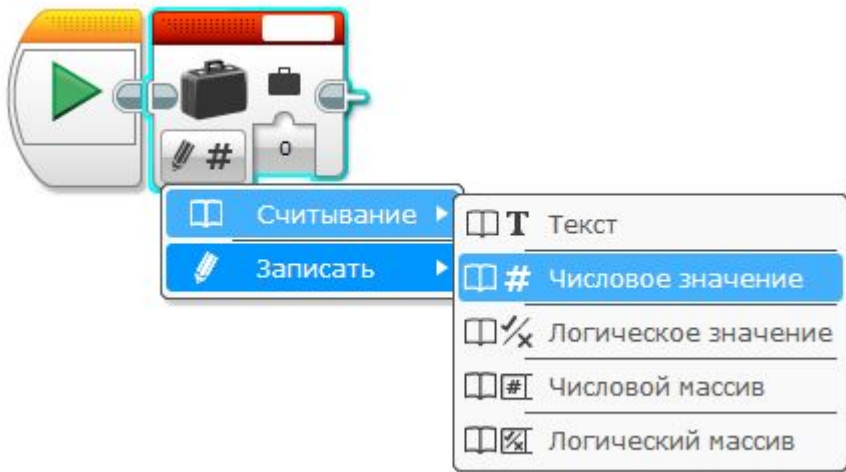 # 0
Считывание
Записать
T Текст
# Числовое значение
Логическое значение
# Числовой массив
Логический массив